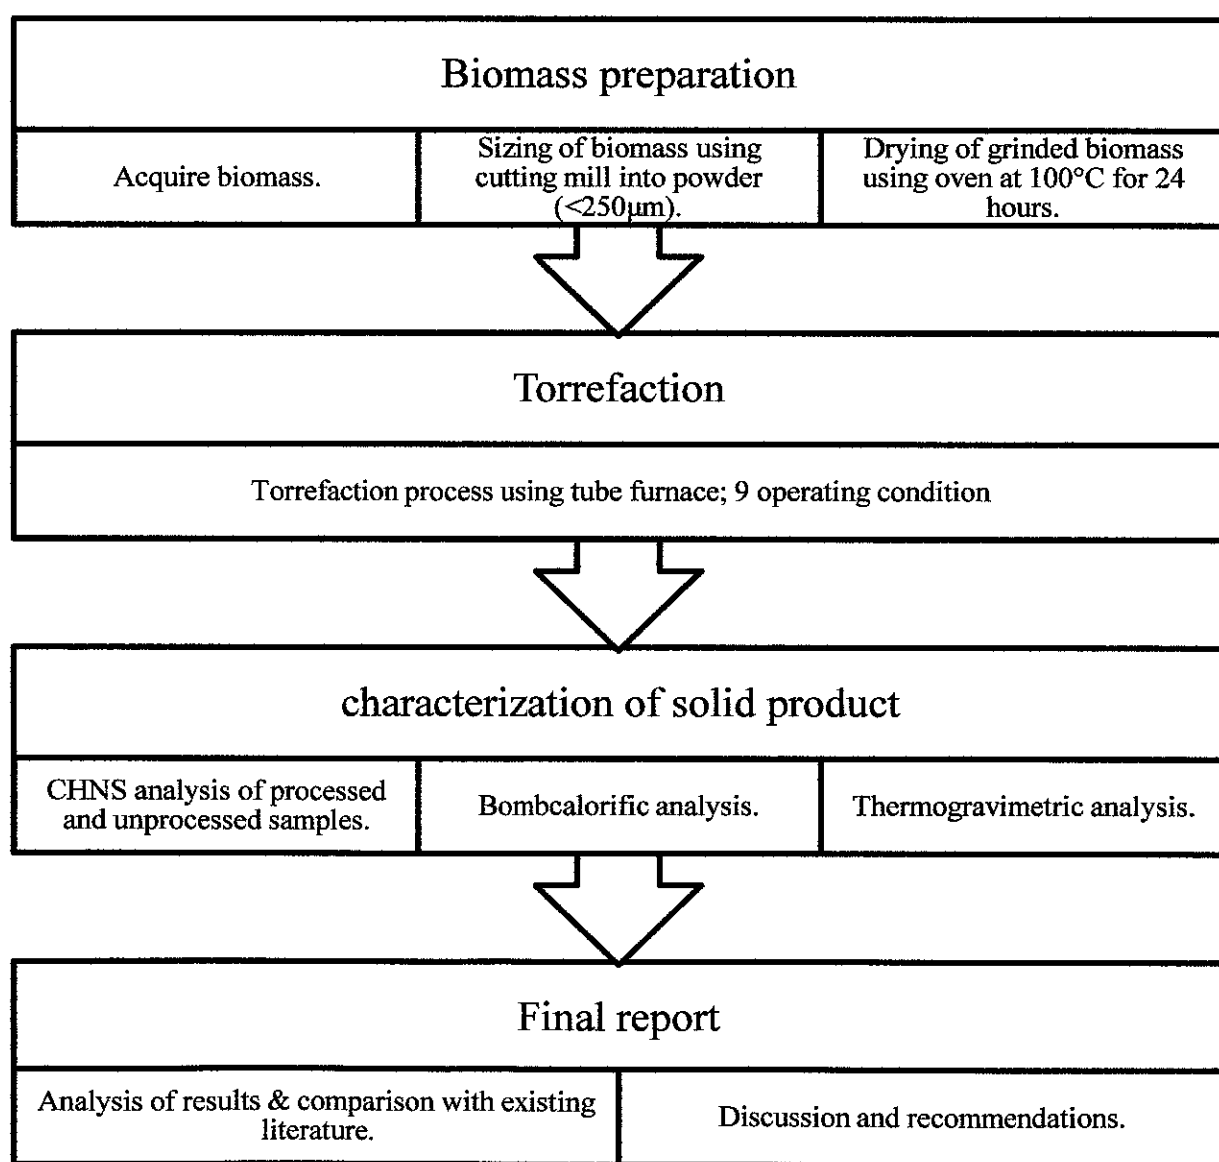 Biomass preparation
Acquire biomass.
Sizing of biomass using
cutting mill into powder
(<250µm).
Drying of grinded biomass
using oven at 100°C for 24
hours.
Torrefaction
Torrefaction process using tube furnace; 9 operating condition
characterization of solid product
CHNS analysis of processed
and unprocessed samples.
Bombcalorific analysis.
Thermogravimetric analysis.
Final report
Analysis of results & comparison with existing
literature.
Discussion and recommendations.